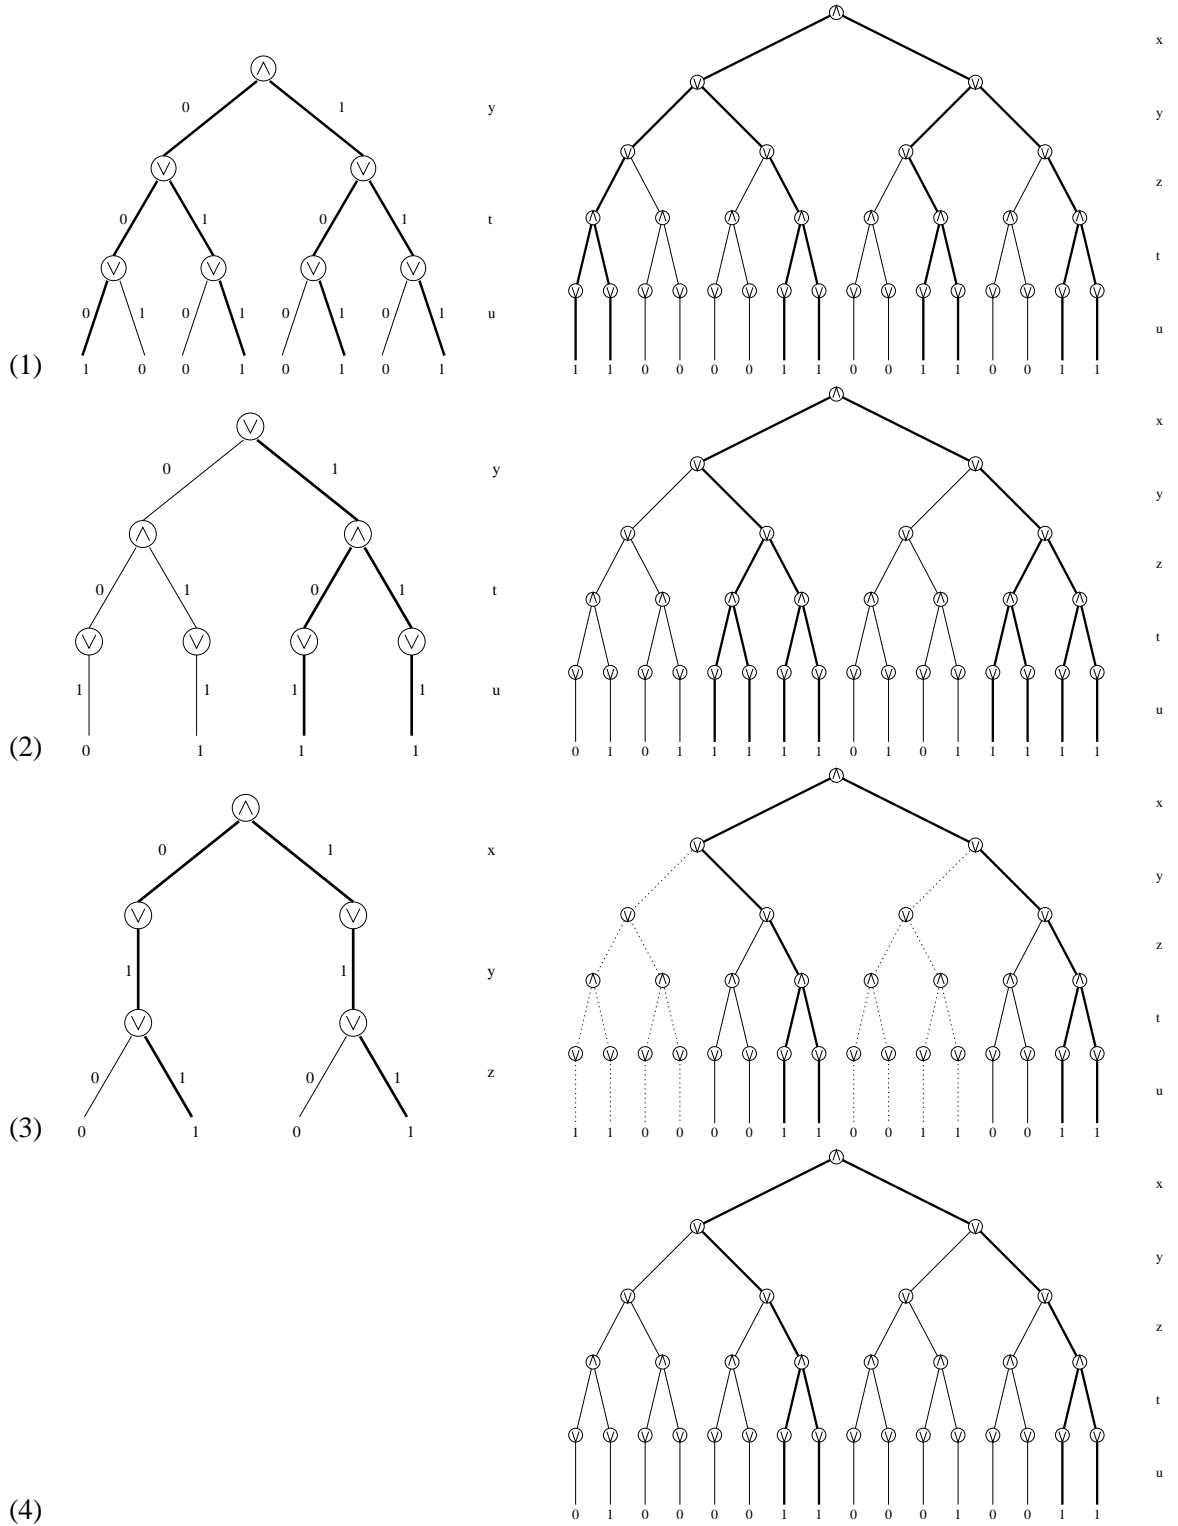 ∧
0 1 y
∨ ∨
0 1 0 1 t
∨ ∨ ∨ ∨
0 1 0 1 0 1 0 1 u
(1) 1 0 0 1 0 1 0 1
∧
x
∨ ∨
y
∨ ∨ ∨ ∨
z
∧ ∧ ∧ ∧ ∧ ∧ ∧ ∧
t
∨ ∨ ∨ ∨ ∨ ∨ ∨ ∨ ∨ ∨ ∨ ∨ ∨ ∨ ∨ ∨
u
1 1 0 0 0 0 1 1 0 0 1 1 0 0 1 1
∨
0 1 y
∧ ∧
0 1 0 1 t
∨ ∨ ∨ ∨
1 1 1 1 u
(2) 0 1 1 1
∧
x
∨ ∨
y
∨ ∨ ∨ ∨
z
∧ ∧ ∧ ∧ ∧ ∧ ∧ ∧
t
∨ ∨ ∨ ∨ ∨ ∨ ∨ ∨ ∨ ∨ ∨ ∨ ∨ ∨ ∨ ∨
u
0 1 0 1 1 1 1 1 0 1 0 1 1 1 1 1
∧
0 1 x
∨ ∨
1 1 y
∨ ∨
0 1 0 1 z
(3) 0 1 0 1
∧
x
∨ ∨
y
∨ ∨ ∨ ∨
z
∧ ∧ ∧ ∧ ∧ ∧ ∧ ∧
t
∨ ∨ ∨ ∨ ∨ ∨ ∨ ∨ ∨ ∨ ∨ ∨ ∨ ∨ ∨ ∨
u
1 1 0 0 0 0 1 1 0 0 1 1 0 0 1 1
∧
x
∨ ∨
y
∨ ∨ ∨ ∨
z
∧ ∧ ∧ ∧ ∧ ∧ ∧ ∧
t
∨ ∨ ∨ ∨ ∨ ∨ ∨ ∨ ∨ ∨ ∨ ∨ ∨ ∨ ∨ ∨
u
(4) 0 1 0 0 0 0 1 1 0 0 0 1 0 0 1 1